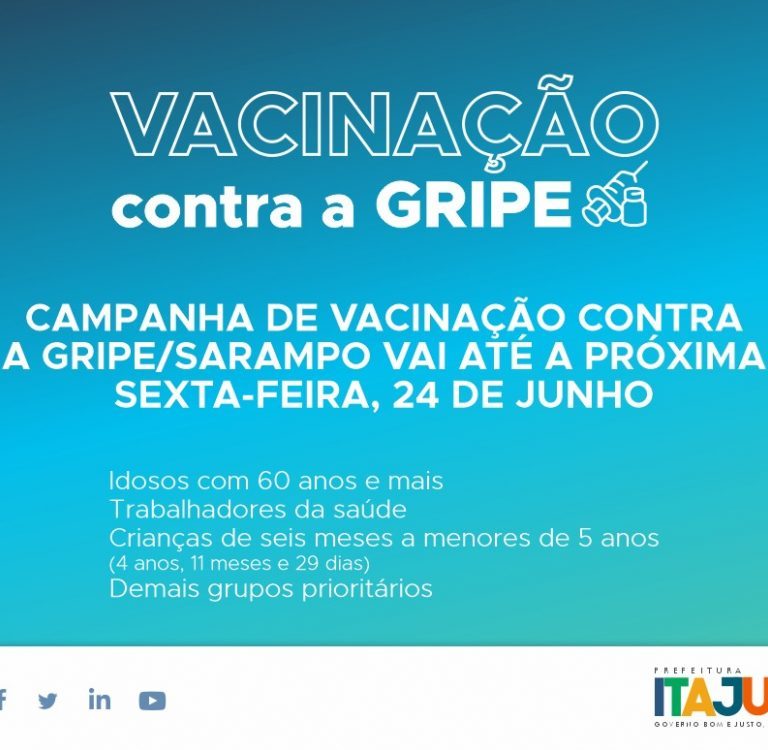 VACINAÇÃO
contra a GRIPE
CAMPANHA DE VACINAÇÃO CONTRA
A GRIPE/SARAMPO VAI ATÉ A PRÓXIMA
SEXTA-FEIRA, 24 DE JUNHO
Idosos com 60 anos e mais
Trabalhadores da saúde
Crianças de seis meses a menores de 5 anos
(4 anos, 11 meses e 29 dias)
Demais grupos prioritários
PREFEITURA
ITAJU
GOVERNO BOM E JUSTO,